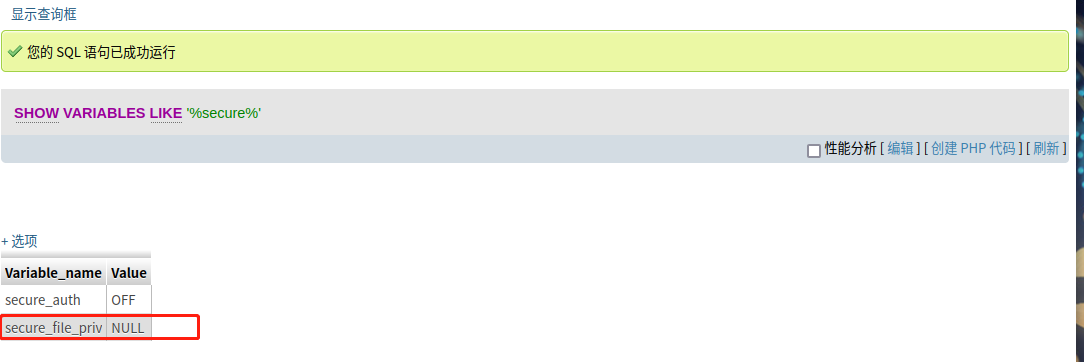 显示查询框
您的 SQL 语句已成功运行
SHOW VARIABLES LIKE '%secure%'
性能分析 [ 编辑 ] [ 创建 PHP 代码 ] [ 刷新 ]
+ 选项
Variable_name Value
secure_auth OFF
secure_file_priv NULL